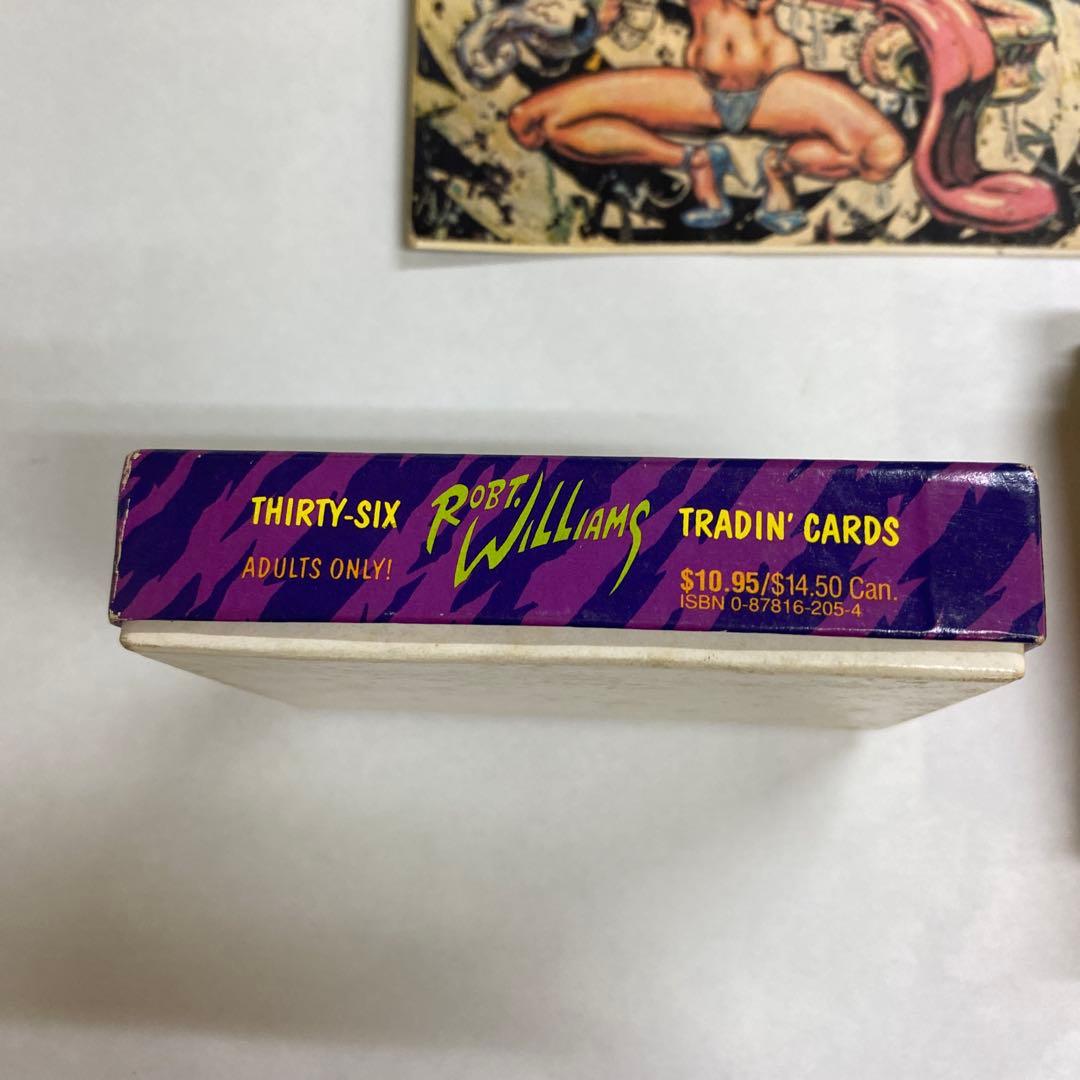 THIRTY-SIX ROBT. WILLIAMS TRADIN' CARDS
ADULTS ONLY!
$10.95/$14.50 Can.
ISBN 0-87816-205-4